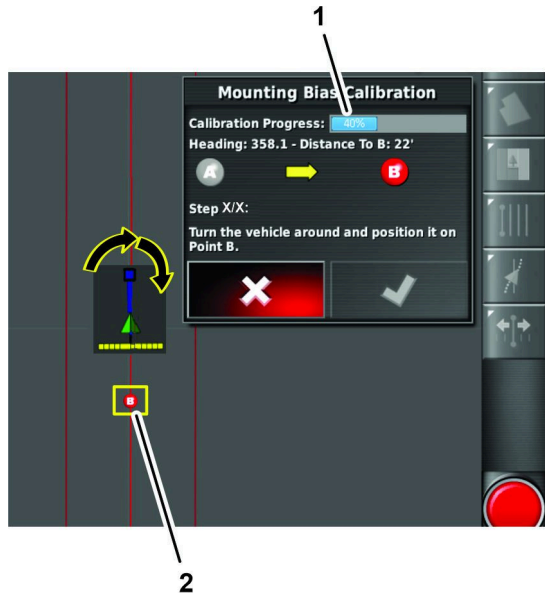 1
Mounting Bias Calibration
Calibration Progress: 40%
Heading: 358.1 - Distance To B: 22'
A B
Step X/X:
Turn the vehicle around and position it on
Point B.
B
2